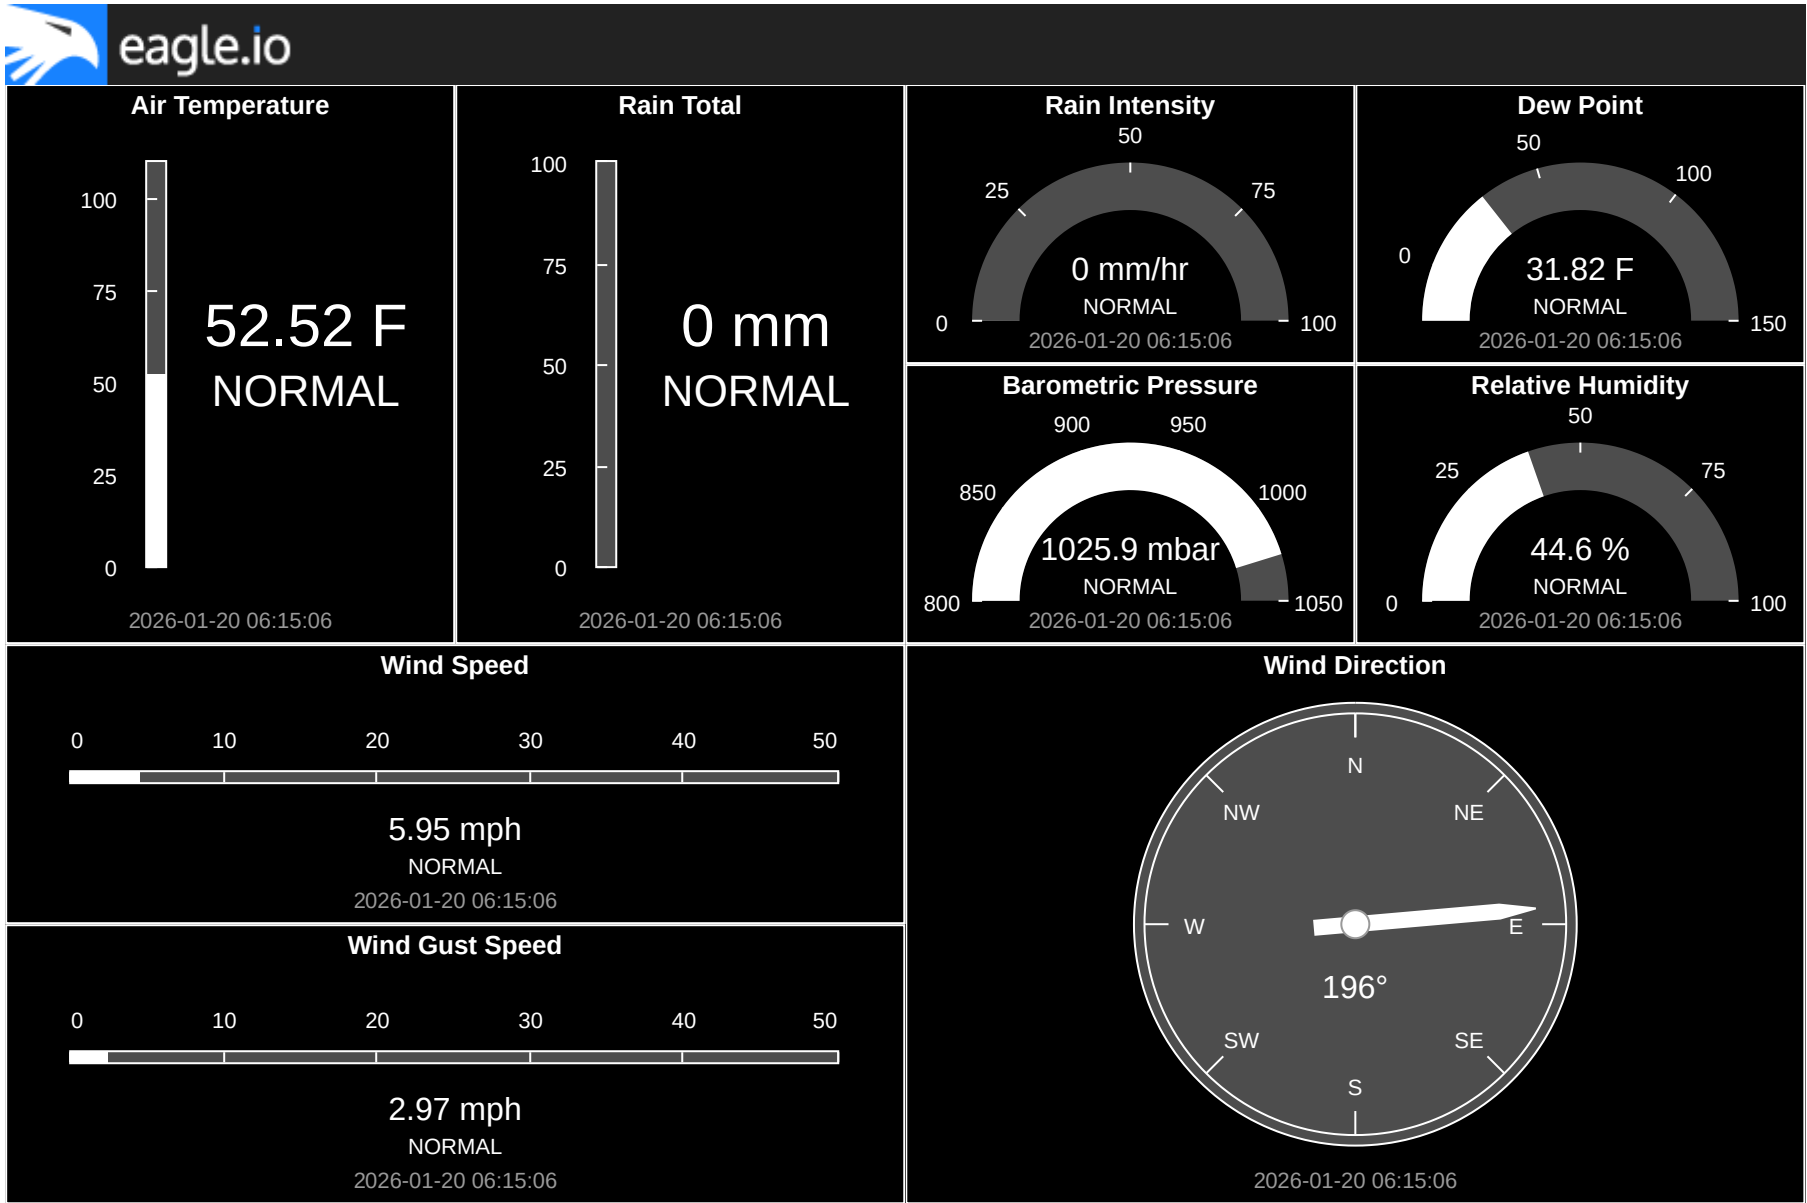 eagle.io
Air Temperature
100
75
50
25
0
52.52 F
NORMAL
2026-01-20 06:15:06
Rain Total
100
75
50
25
0
0 mm
NORMAL
2026-01-20 06:15:06
Rain Intensity
50
25
75
0
100
0 mm/hr
NORMAL
2026-01-20 06:15:06
Dew Point
50
100
0
150
31.82 F
NORMAL
2026-01-20 06:15:06
Barometric Pressure
900
950
850
1000
800
1050
1025.9 mbar
NORMAL
2026-01-20 06:15:06
Relative Humidity
50
25
75
0
100
44.6 %
NORMAL
2026-01-20 06:15:06
Wind Speed
0 10 20 30 40 50
5.95 mph
NORMAL
2026-01-20 06:15:06
Wind Gust Speed
0 10 20 30 40 50
2.97 mph
NORMAL
2026-01-20 06:15:06
Wind Direction
N
NW NE
W E
196°
SW SE
S
2026-01-20 06:15:06